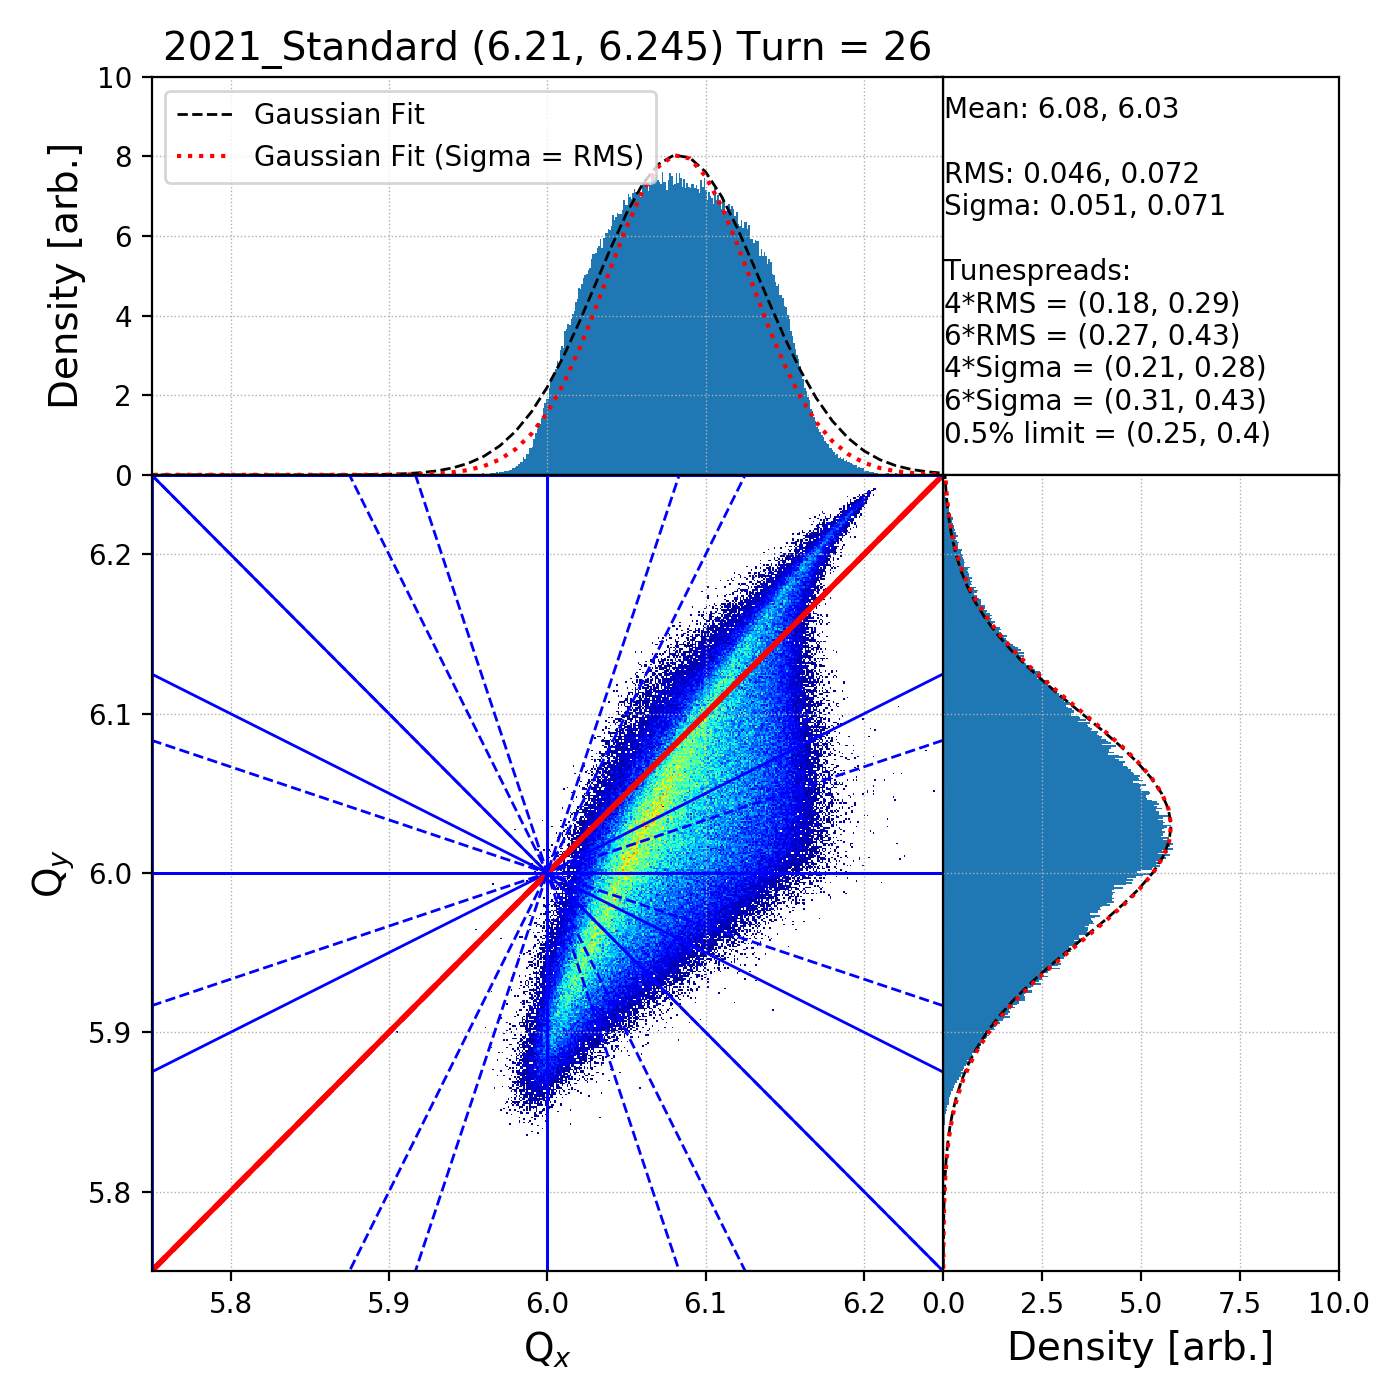 2021_Standard (6.21, 6.245) Turn = 26
10
8
6
4
2
0
Density [arb.]
Gaussian Fit
Gaussian Fit (Sigma = RMS)
Mean: 6.08, 6.03
RMS: 0.046, 0.072
Sigma: 0.051, 0.071
Tunespreads:
4*RMS = (0.18, 0.29)
6*RMS = (0.27, 0.43)
4*Sigma = (0.21, 0.28)
6*Sigma = (0.31, 0.43)
0.5% limit = (0.25, 0.4)
6.2
6.1
6.0
5.9
5.8
Qy
5.8 5.9 6.0 6.1 6.2
Qx
0.0 2.5 5.0 7.5 10.0
Density [arb.]